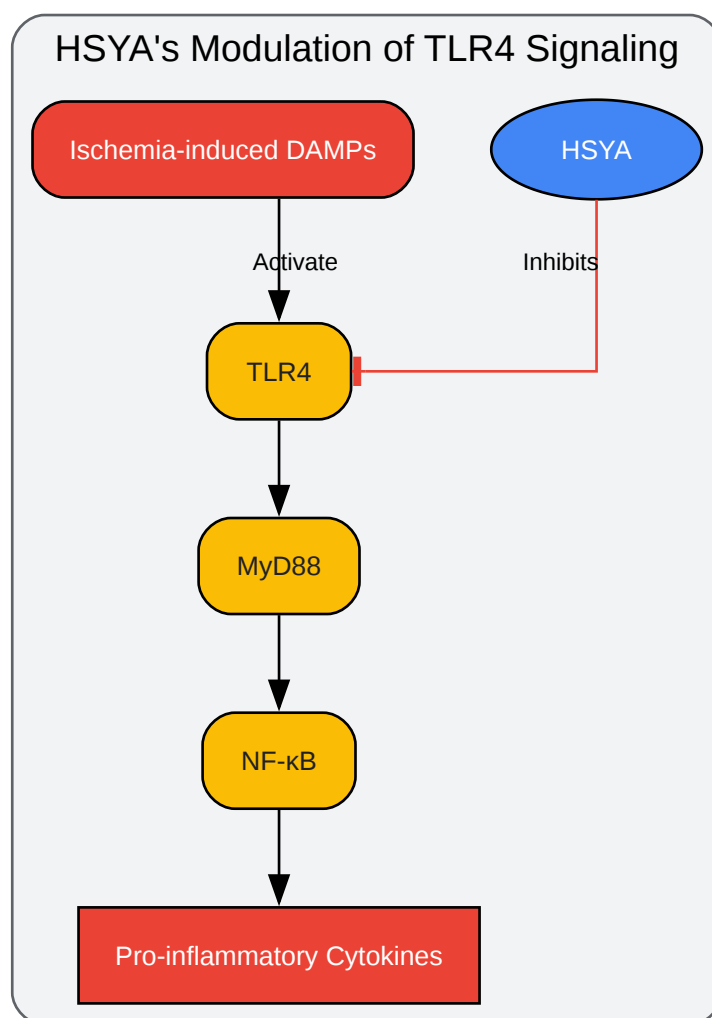 HSYA's Modulation of TLR4 Signaling
Ischemia-induced DAMPs
HSYA
Activate
Inhibits
TLR4
MyD88
NF-κB
Pro-inflammatory Cytokines